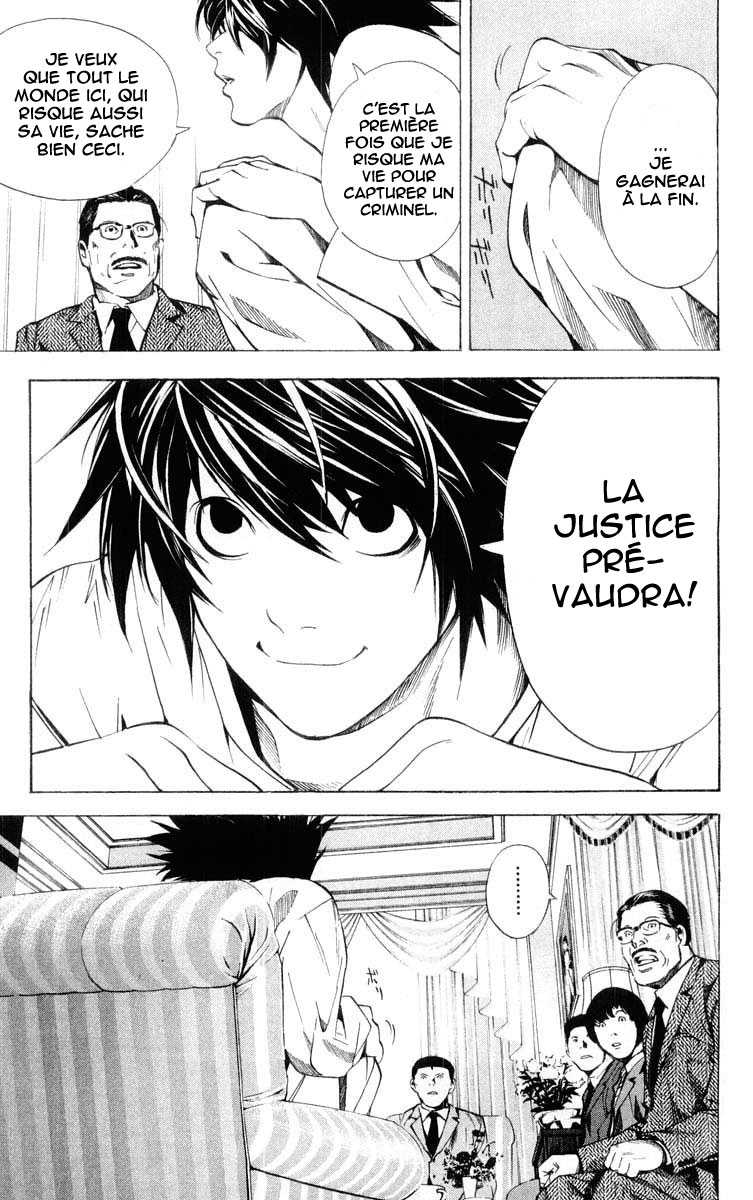 JE VEUX
QUE TOUT LE
MONDE ICI, QUI
RISQUE AUSSI
SA VIE, SACHE
BIEN CECI.
C'EST LA
PREMIÈRE
FOIS QUE JE
RISQUE MA
VIE POUR
CAPTURER UN
CRIMINEL.
...
JE
GAGNERAI
À LA FIN.
LA
JUSTICE
PRÉ-
VAUDRA!
........